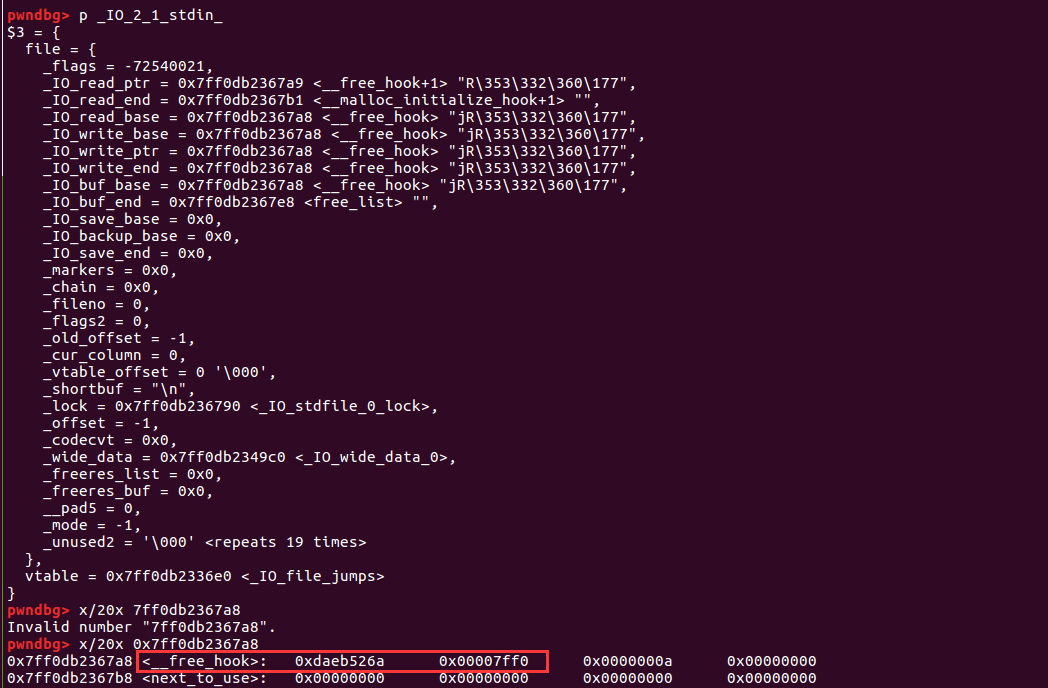 pwndbg> p _IO_2_1_stdin_
$3 = {
  file = {
    _flags = -72540021,
    _IO_read_ptr = 0x7ff0db2367a9 <__free_hook+1> "R\353\332\360\177",
    _IO_read_end = 0x7ff0db2367b1 <__malloc_initialize_hook+1> "",
    _IO_read_base = 0x7ff0db2367a8 <__free_hook> "jR\353\332\360\177",
    _IO_write_base = 0x7ff0db2367a8 <__free_hook> "jR\353\332\360\177",
    _IO_write_ptr = 0x7ff0db2367a8 <__free_hook> "jR\353\332\360\177",
    _IO_write_end = 0x7ff0db2367a8 <__free_hook> "jR\353\332\360\177",
    _IO_buf_base = 0x7ff0db2367a8 <__free_hook> "jR\353\332\360\177",
    _IO_buf_end = 0x7ff0db2367e8 <free_list> "",
    _IO_save_base = 0x0,
    _IO_backup_base = 0x0,
    _IO_save_end = 0x0,
    _markers = 0x0,
    _chain = 0x0,
    _fileno = 0,
    _flags2 = 0,
    _old_offset = -1,
    _cur_column = 0,
    _vtable_offset = 0 '\000',
    _shortbuf = "\n",
    _lock = 0x7ff0db236790 <_IO_stdfile_0_lock>,
    _offset = -1,
    _codecvt = 0x0,
    _wide_data = 0x7ff0db2349c0 <_IO_wide_data_0>,
    _freeres_list = 0x0,
    _freeres_buf = 0x0,
    __pad5 = 0,
    _mode = -1,
    _unused2 = '\000' <repeats 19 times>
  },
  vtable = 0x7ff0db2336e0 <_IO_file_jumps>
}
pwndbg> x/20x 7ff0db2367a8
Invalid number "7ff0db2367a8".
pwndbg> x/20x 0x7ff0db2367a8
0x7ff0db2367a8 <__free_hook>:   0xdaeb526a      0x00007ff0      0x0000000a      0x00000000
0x7ff0db2367b8 <next_to_use>:   0x00000000      0x00000000      0x00000000      0x00000000